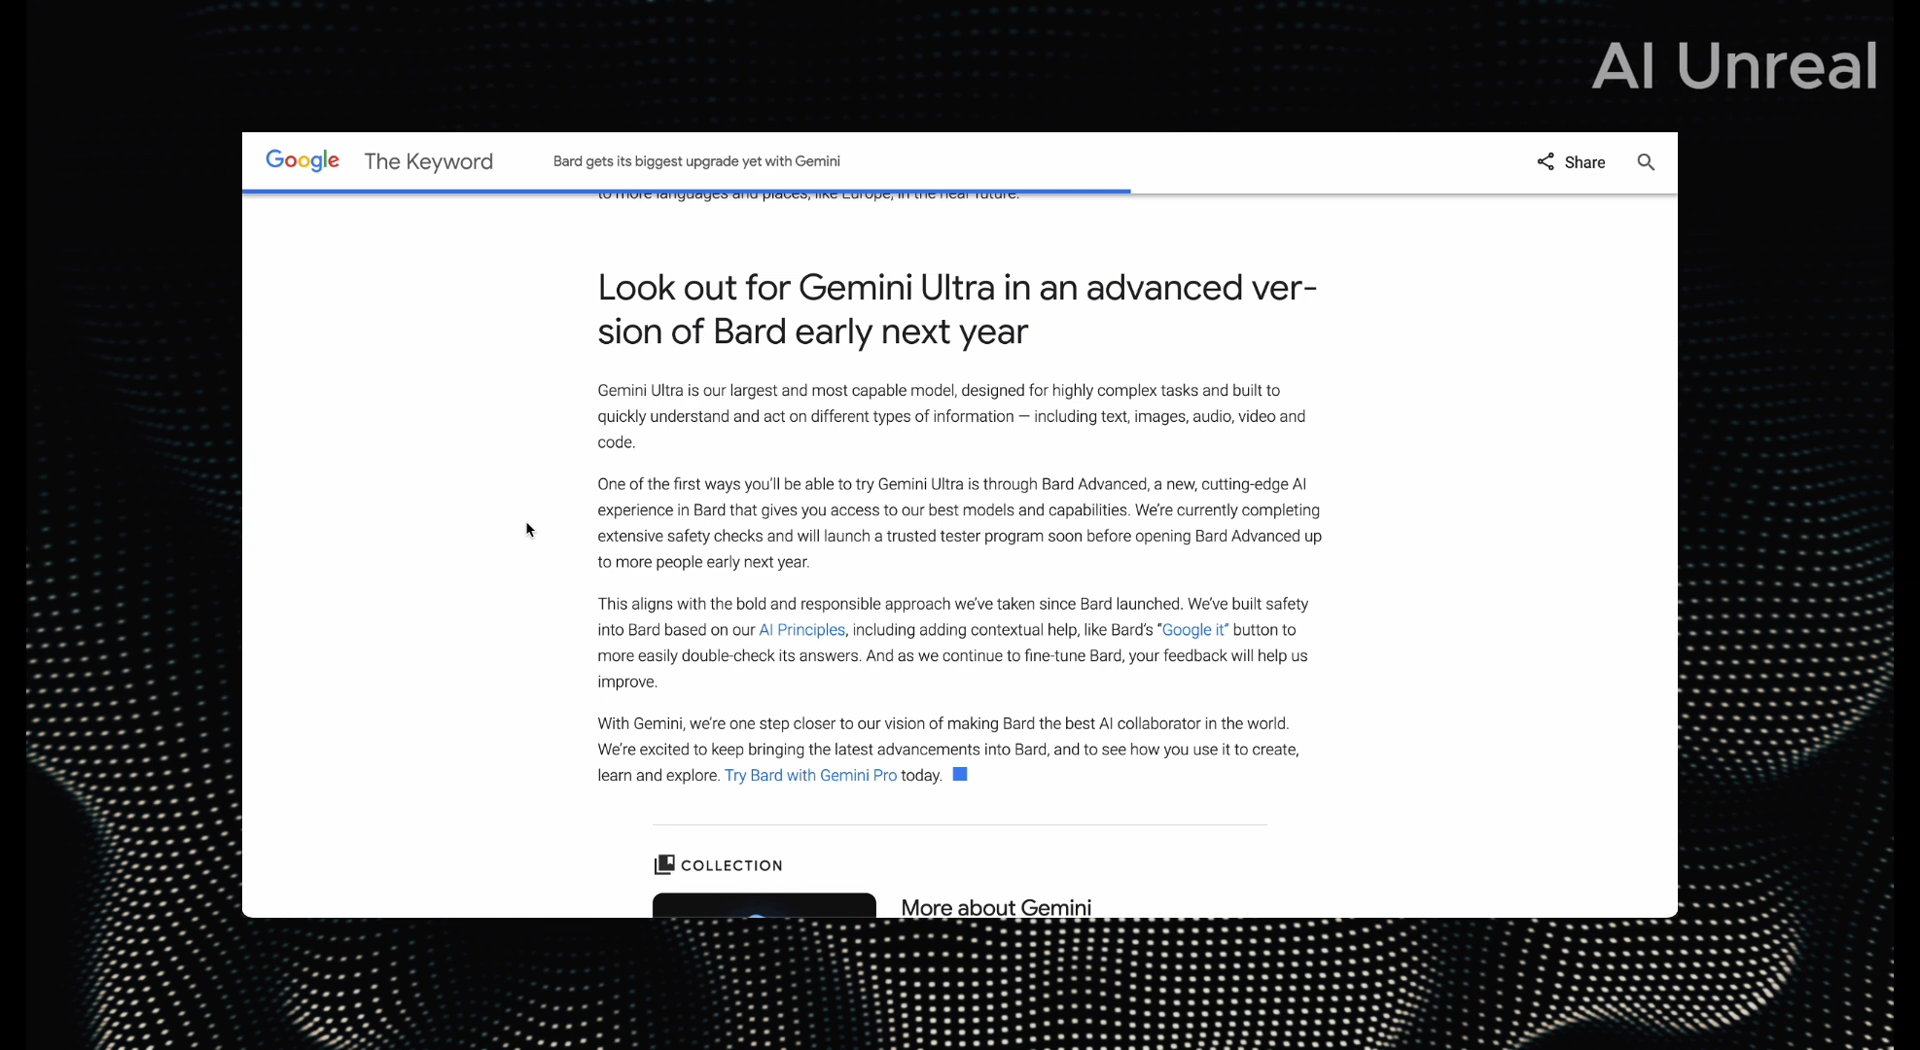 AI Unreal
Google The Keyword Bard gets its biggest upgrade yet with Gemini Share
to more languages and places, like Europe, in the near future.
Look out for Gemini Ultra in an advanced ver-
sion of Bard early next year
Gemini Ultra is our largest and most capable model, designed for highly complex tasks and built to
quickly understand and act on different types of information — including text, images, audio, video and
code.
One of the first ways you’ll be able to try Gemini Ultra is through Bard Advanced, a new, cutting-edge AI
experience in Bard that gives you access to our best models and capabilities. We’re currently completing
extensive safety checks and will launch a trusted tester program soon before opening Bard Advanced up
to more people early next year.
This aligns with the bold and responsible approach we’ve taken since Bard launched. We’ve built safety
into Bard based on our AI Principles, including adding contextual help, like Bard’s “Google it” button to
more easily double-check its answers. And as we continue to fine-tune Bard, your feedback will help us
improve.
With Gemini, we’re one step closer to our vision of making Bard the best AI collaborator in the world.
We’re excited to keep bringing the latest advancements into Bard, and to see how you use it to create,
learn and explore. Try Bard with Gemini Pro today.
COLLECTION
More about Gemini